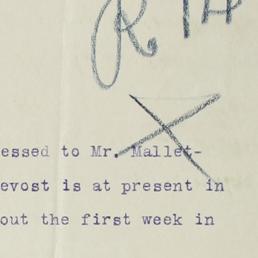 R 14
essed to Mr. Mallet-
evost is at present in
out the first week in